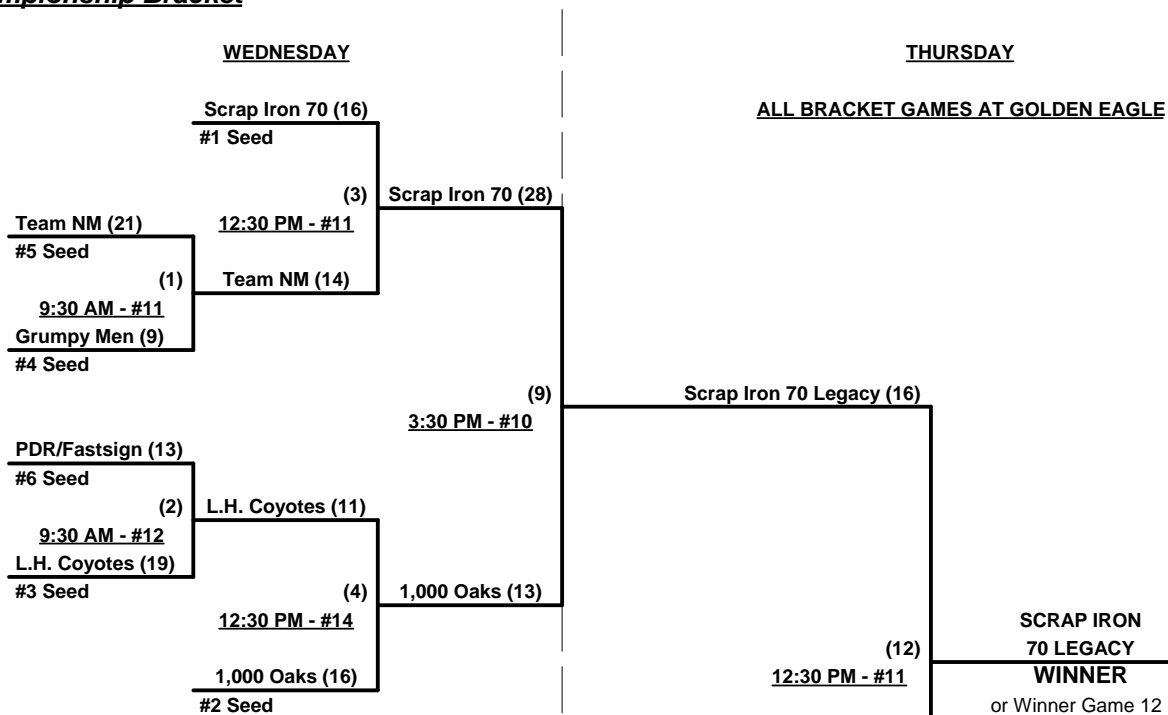 WEDNESDAY
THURSDAY
Scrap Iron 70 (16)
ALL BRACKET GAMES AT GOLDEN EAGLE
#1 Seed
(3)
Scrap Iron 70 (28)
Team NM (21)
12:30 PM - #11
#5 Seed
(1)
Team NM (14)
9:30 AM - #11
Grumpy Men (9)
#4 Seed
(9)
Scrap Iron 70 Legacy (16)
3:30 PM - #10
PDR/Fastsign (13)
#6 Seed
(2)
L.H. Coyotes (11)
9:30 AM - #12
L.H. Coyotes (19)
#3 Seed
(4)
1,000 Oaks (13)
12:30 PM - #14
SCRAP IRON
(12)
70 LEGACY
1,000 Oaks (16)
12:30 PM - #11
WINNER
#2 Seed
or Winner Game 12